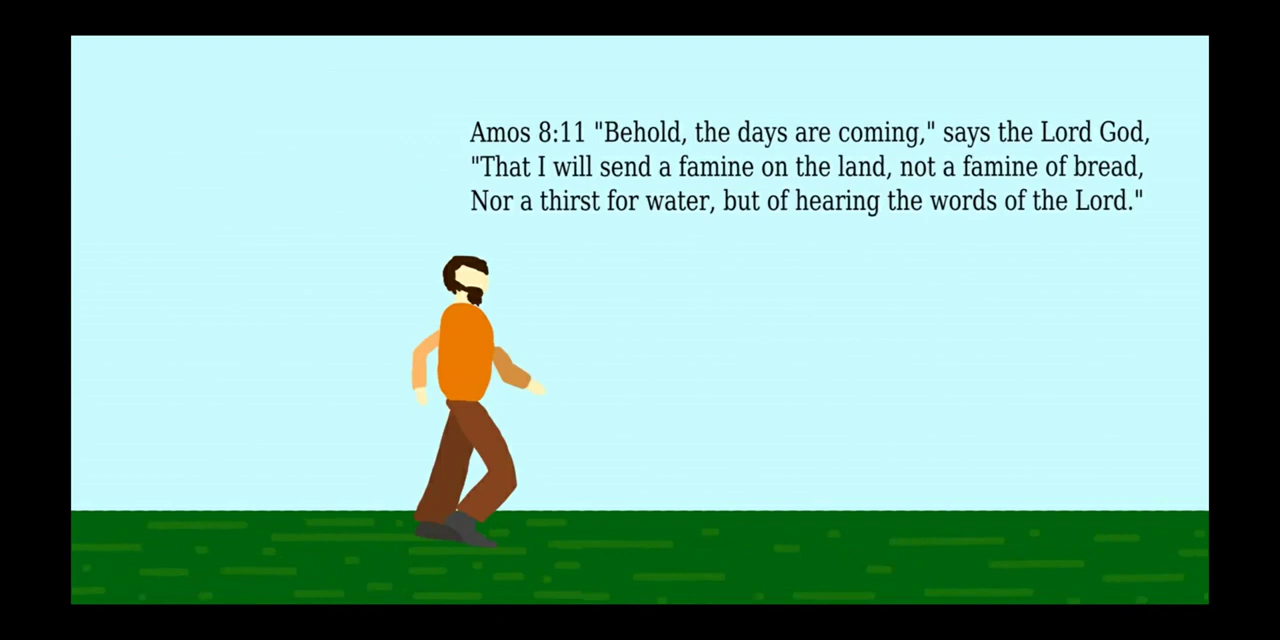 Amos 8:11 "Behold, the days are coming," says the Lord God,
"That I will send a famine on the land, not a famine of bread,
Nor a thirst for water, but of hearing the words of the Lord."